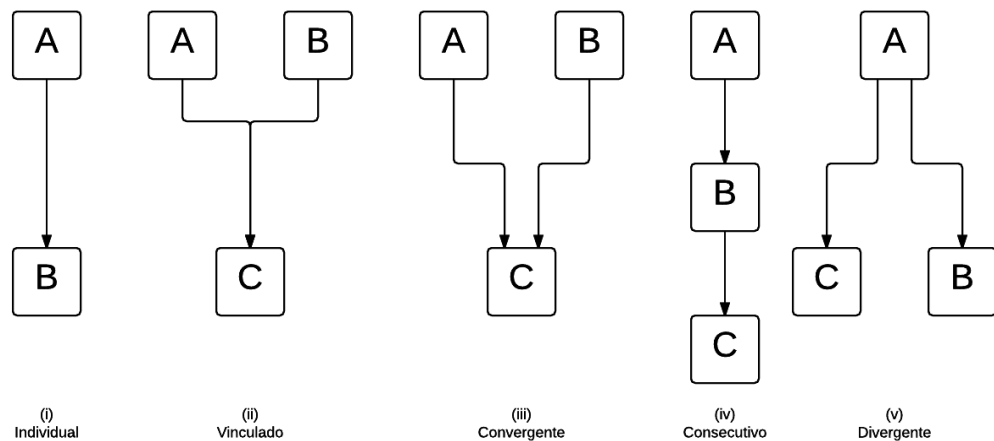 A
B
(i)
Individual
A B
C
(ii)
Vinculado
A B
C
(iii)
Convergente
A
B
C
(iv)
Consecutivo
A
C B
(v)
Divergente